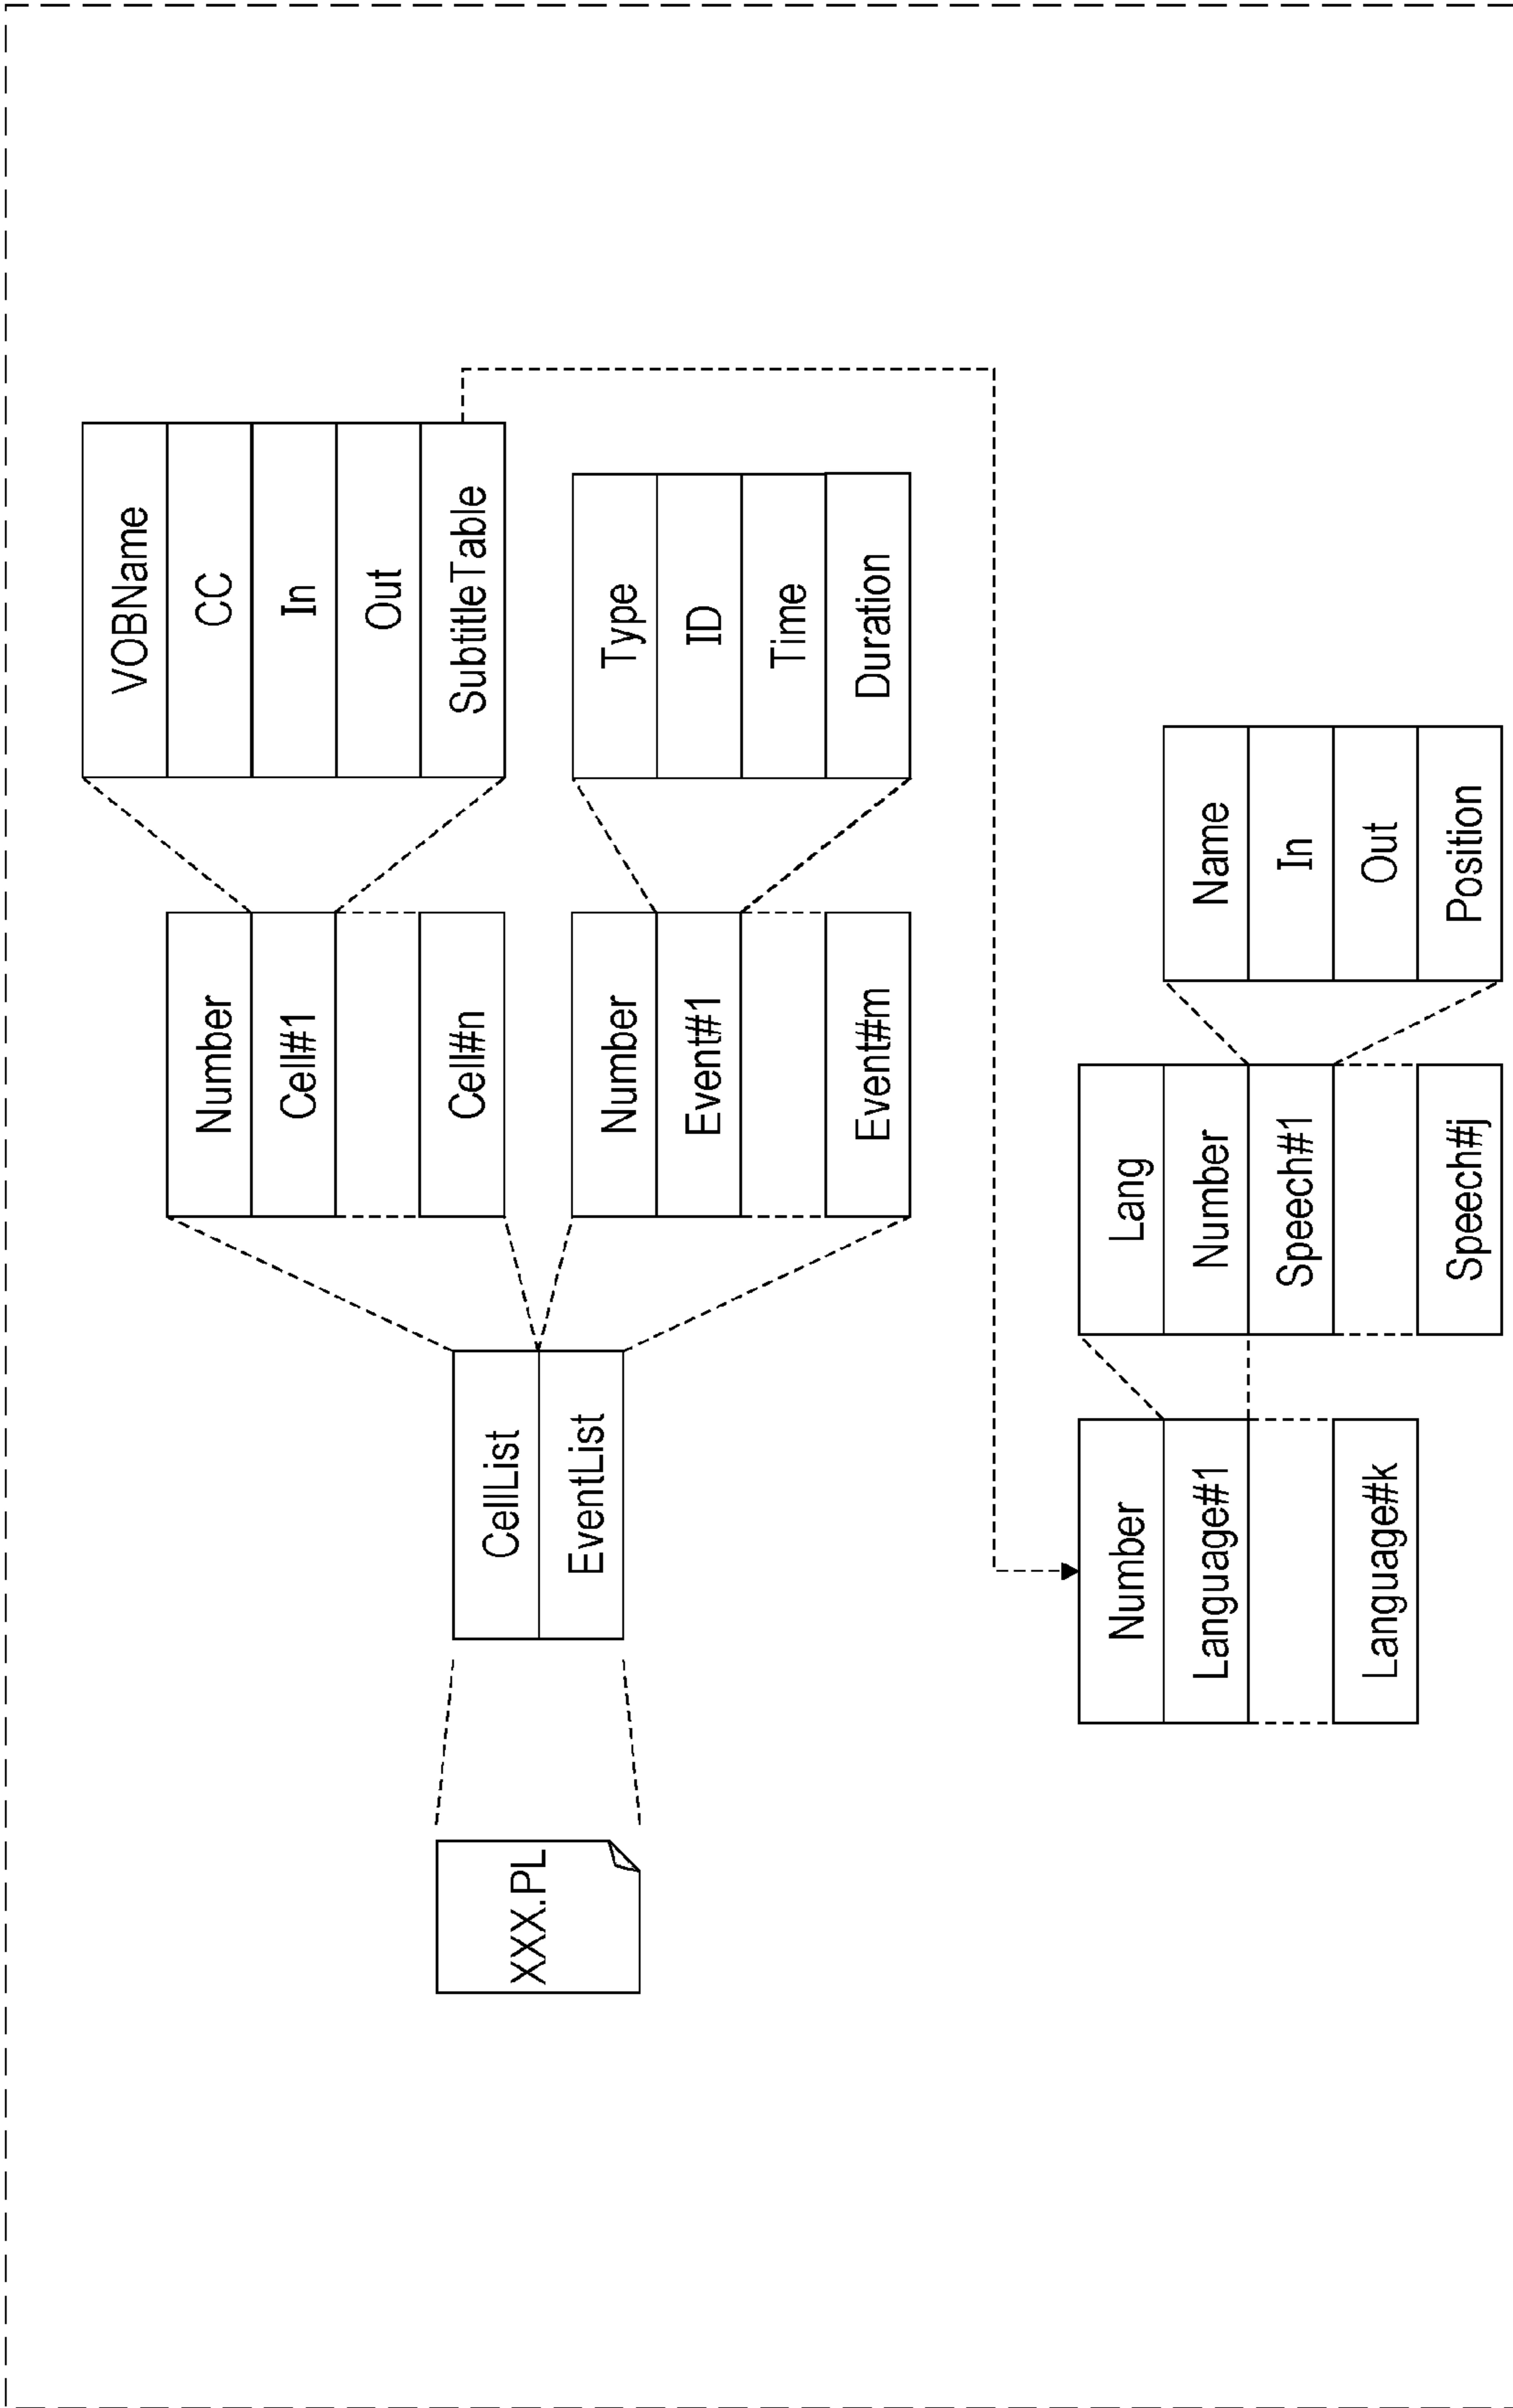 XXX.PL
CellList
EventList
Number
Cell#1
Cell#n
Number
Event#1
Event#m
VOBName
CC
In
Out
SubtitleTable
Type
ID
Time
Duration
Number
Language#1
Language#k
Lang
Number
Speech#1
Speech#j
Name
In
Out
Position